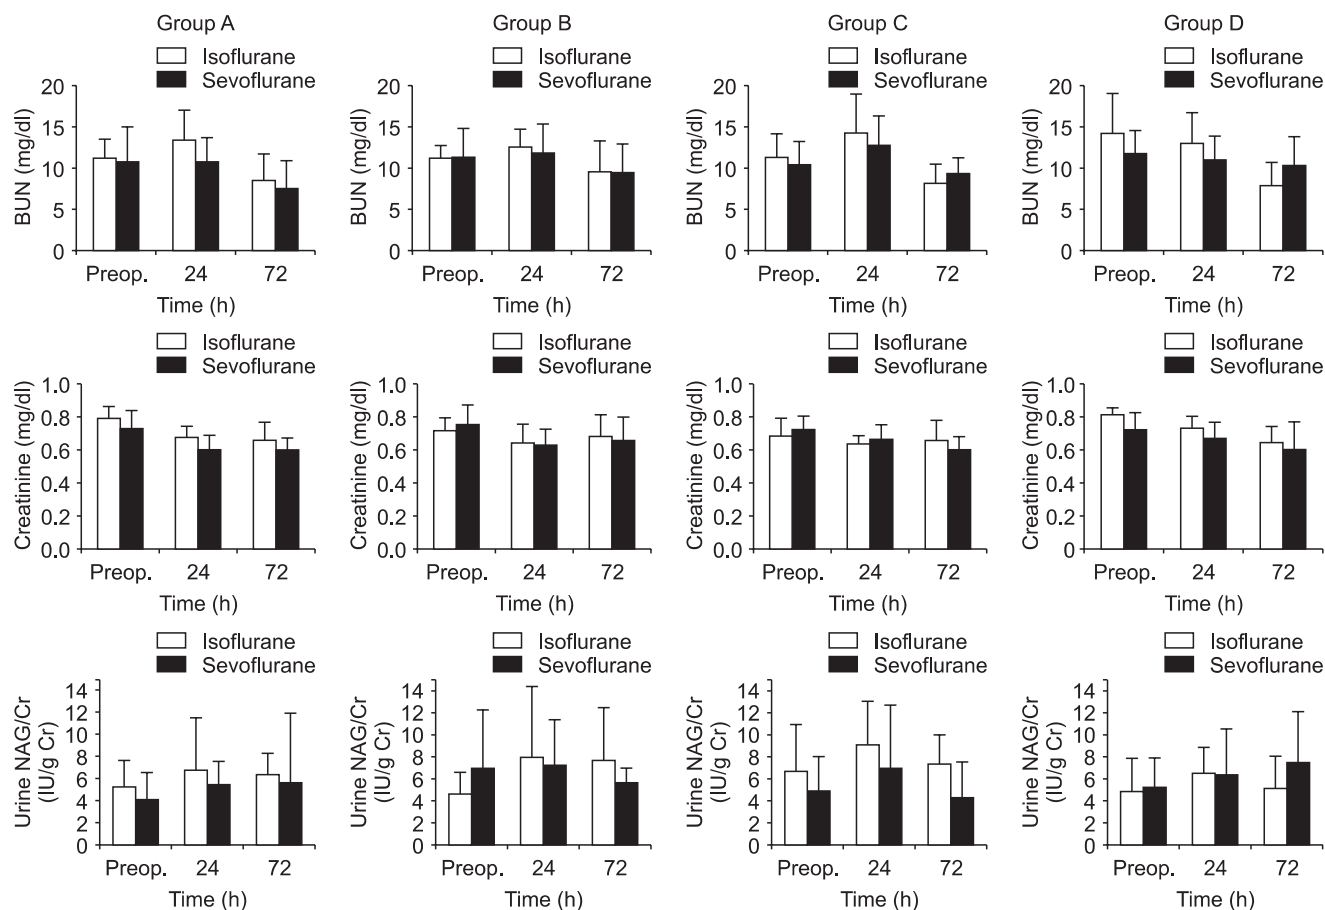 Group A
Isoflurane
Sevoflurane
BUN (mg/dl)
20
15
10
5
0
Preop. 24 72
Time (h)
Group B
Isoflurane
Sevoflurane
BUN (mg/dl)
20
15
10
5
0
Preop. 24 72
Time (h)
Group C
Isoflurane
Sevoflurane
BUN (mg/dl)
20
15
10
5
0
Preop. 24 72
Time (h)
Group D
Isoflurane
Sevoflurane
BUN (mg/dl)
20
15
10
5
0
Preop. 24 72
Time (h)
Isoflurane
Sevoflurane
Creatinine (mg/dl)
1.0
0.8
0.6
0.4
0.2
0.0
Preop. 24 72
Time (h)
Isoflurane
Sevoflurane
Creatinine (mg/dl)
1.0
0.8
0.6
0.4
0.2
0.0
Preop. 24 72
Time (h)
Isoflurane
Sevoflurane
Creatinine (mg/dl)
1.0
0.8
0.6
0.4
0.2
0.0
Preop. 24 72
Time (h)
Isoflurane
Sevoflurane
Creatinine (mg/dl)
1.0
0.8
0.6
0.4
0.2
0
Preop. 24 72
Time (h)
Isoflurane
Sevoflurane
Urine NAG/Cr
(IU/g Cr)
14
12
10
8
6
4
2
0
Preop. 24 72
Time (h)
Isoflurane
Sevoflurane
Urine NAG/Cr
(IU/g Cr)
14
12
10
8
6
4
2
0
Preop. 24 72
Time (h)
Isoflurane
Sevoflurane
Urine NAG/Cr
(IU/g Cr)
14
12
10
8
6
4
2
0
Preop. 24 72
Time (h)
Isoflurane
Sevoflurane
Urine NAG/Cr
(IU/g Cr)
14
12
10
8
6
4
2
0
Preop. 24 72
Time (h)